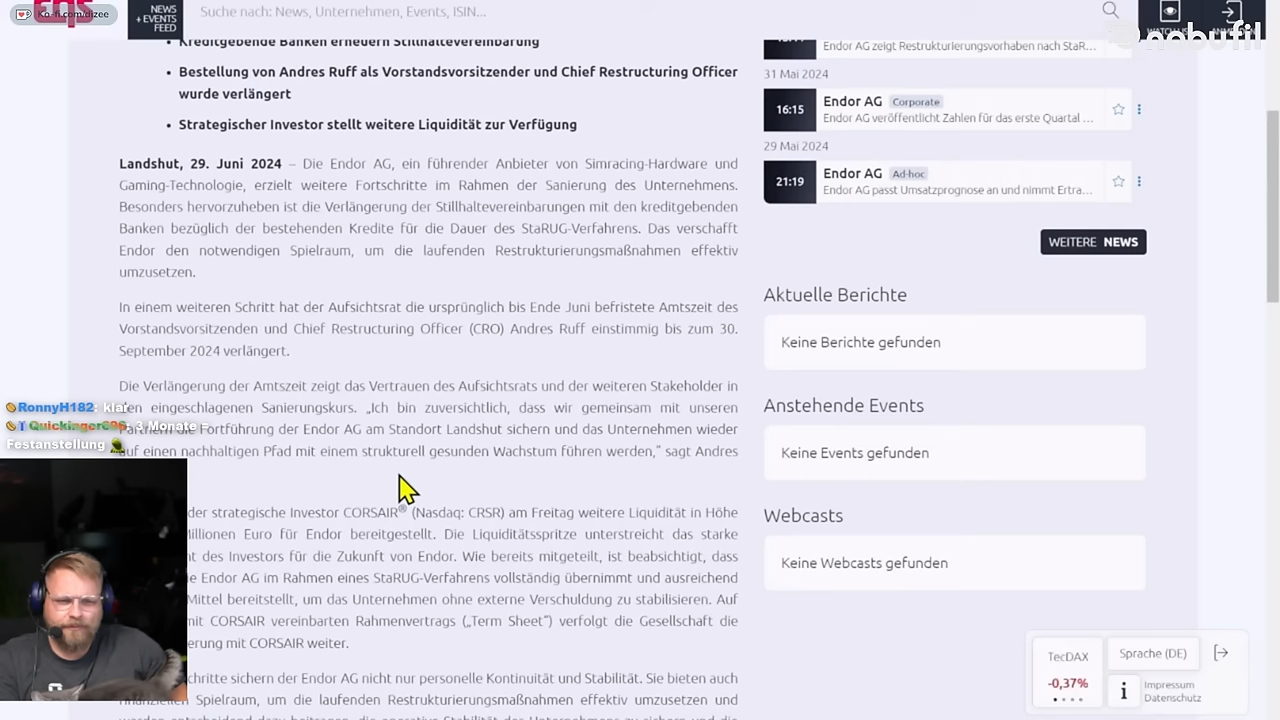 Ko-fi.com/dizee
NEWS
+ EVENTS
FEED
Suche nach: News, Unternehmen, Events, ISIN...
Kreditgebende Banken erneuern Stillhaltevereinbarung
• Bestellung von Andres Ruff als Vorstandsvorsitzender und Chief Restructuring Officer
wurde verlängert
• Strategischer Investor stellt weitere Liquidität zur Verfügung
Landshut, 29. Juni 2024 – Die Endor AG, ein führender Anbieter von Simracing-Hardware und
Gaming-Technologie, erzielt weitere Fortschritte im Rahmen der Sanierung des Unternehmens.
Besonders hervorzuheben ist die Verlängerung der Stillhaltevereinbarungen mit den kreditgebenden
Banken bezüglich der bestehenden Kredite für die Dauer des StaRUG-Verfahrens. Das verschafft
Endor den notwendigen Spielraum, um die laufenden Restrukturierungsmaßnahmen effektiv
umzusetzen.
In einem weiteren Schritt hat der Aufsichtsrat die ursprünglich bis Ende Juni befristete Amtszeit des
Vorstandsvorsitzenden und Chief Restructuring Officer (CRO) Andres Ruff einstimmig bis zum 30.
September 2024 verlängert.
Die Verlängerung der Amtszeit zeigt das Vertrauen des Aufsichtsrats und der weiteren Stakeholder in
eingeschlagenen Sanierungskurs. „Ich bin zuversichtlich, dass wir gemeinsam mit unseren
Fortführung der Endor AG am Standort Landshut sichern und das Unternehmen wieder
auf einen nachhaltigen Pfad mit einem strukturell gesunden Wachstum führen werden,“ sagt Andres
der strategische Investor CORSAIR® (Nasdaq: CRSR) am Freitag weitere Liquidität in Höhe
Millionen Euro für Endor bereitgestellt. Die Liquiditätsspritze unterstreicht das starke
des Investors für die Zukunft von Endor. Wie bereits mitgeteilt, ist beabsichtigt, dass
Endor AG im Rahmen eines StaRUG-Verfahrens vollständig übernimmt und ausreichend
Mittel bereitstellt, um das Unternehmen ohne externe Verschuldung zu stabilisieren. Auf
mit CORSAIR vereinbarten Rahmenvertrags („Term Sheet“) verfolgt die Gesellschaft die
mit CORSAIR weiter.
sichern der Endor AG nicht nur personelle Kontinuität und Stabilität. Sie bieten auch
Spielraum, um die laufenden Restrukturierungsmaßnahmen effektiv umzusetzen und
RonnyH182: klar
Quickinger696: 3 Monate =
Festanstellung
nebufil
Endor AG zeigt Restrukturierungsvorhaben nach StaR...
31 Mai 2024
16:15 Endor AG Corporate
Endor AG veröffentlicht Zahlen für das erste Quartal ...
29 Mai 2024
21:19 Endor AG Ad-hoc
Endor AG passt Umsatzprognose an und nimmt Ertra...
WEITERE NEWS
Aktuelle Berichte
Keine Berichte gefunden
Anstehende Events
Keine Events gefunden
Webcasts
Keine Webcasts gefunden
TecDAX
-0,37%
Sprache (DE)
Impressum
Datenschutz